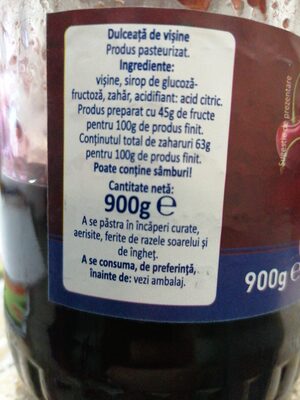 Dulceață de vișine
Produs pasteurizat.
Ingrediente:
vișine, sirop de glucoză-
fructoză, zahăr, acidifiant: acid citric.
Produs preparat cu 45g de fructe
pentru 100g de produs finit.
Conținutul total de zaharuri 63g
pentru 100g de produs finit.
Poate conține sâmburi!
Cantitate netă:
900g ℮
A se păstra în încăperi curate,
aerisite, ferite de razele soarelui și
de îngheț.
A se consuma, de preferință,
înainte de: vezi ambalaj.
Sugestie de prezentare
900g ℮